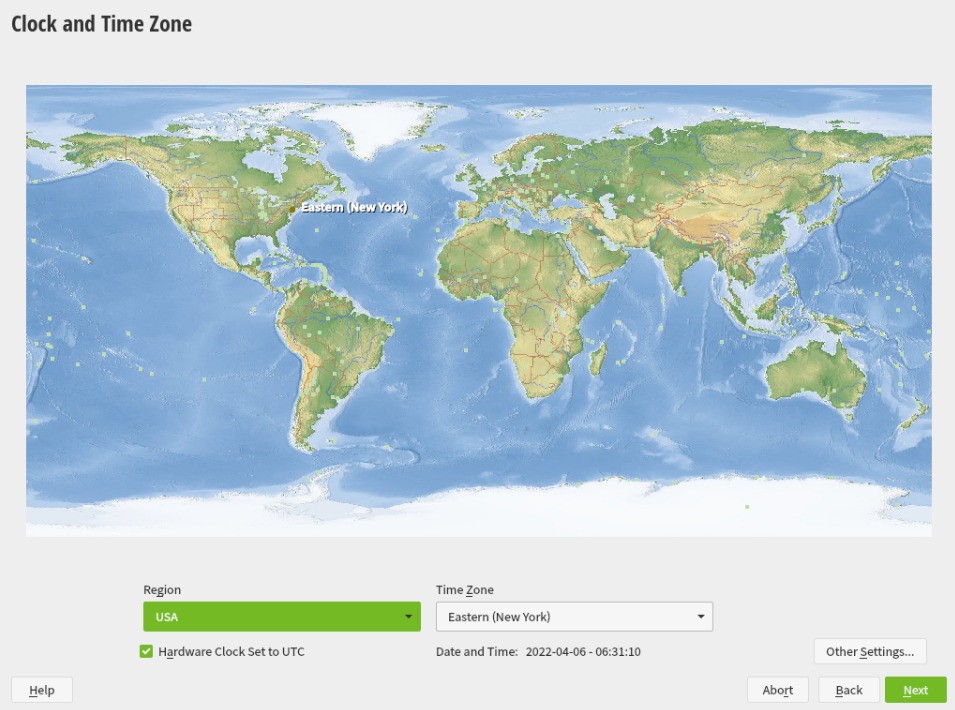 Clock and Time Zone
Eastern (New York)
Region
Time Zone
USA
Eastern (New York)
Hardware Clock Set to UTC
Date and Time: 2022-04-06 - 06:31:10
Other Settings...
Help
Abort
Back
Next